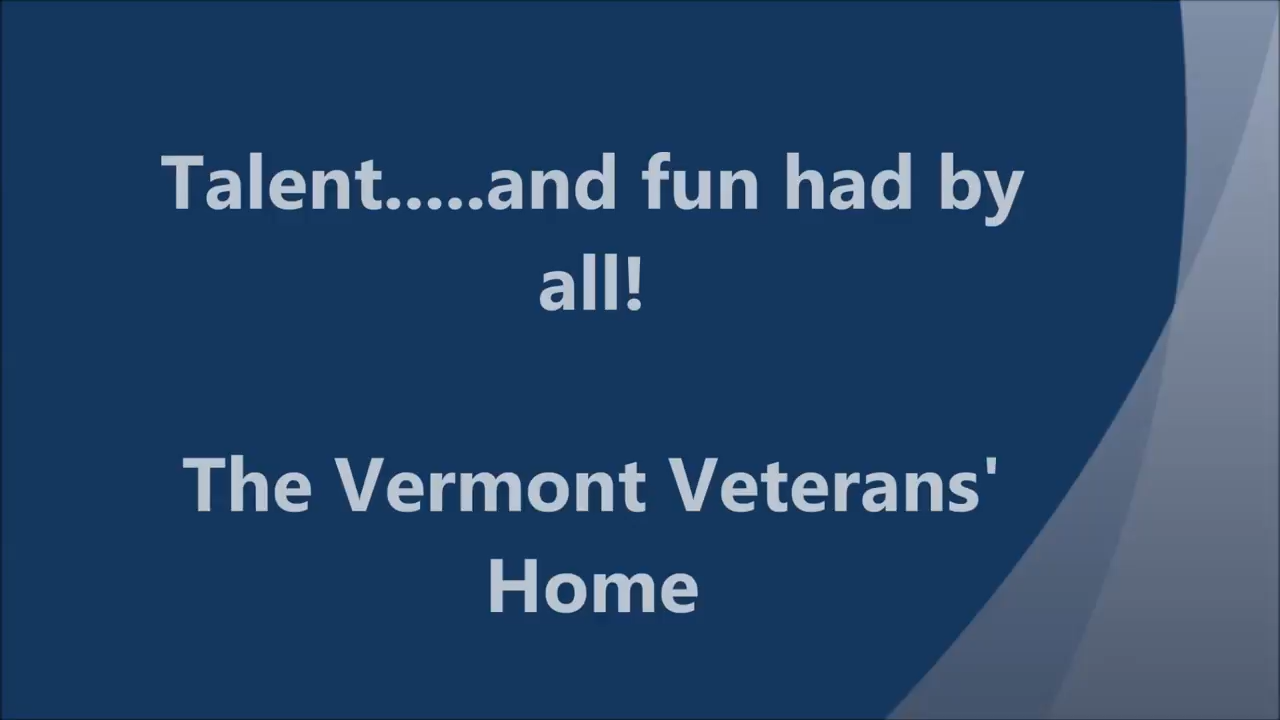 Talent.....and fun had by
all!
The Vermont Veterans'
Home